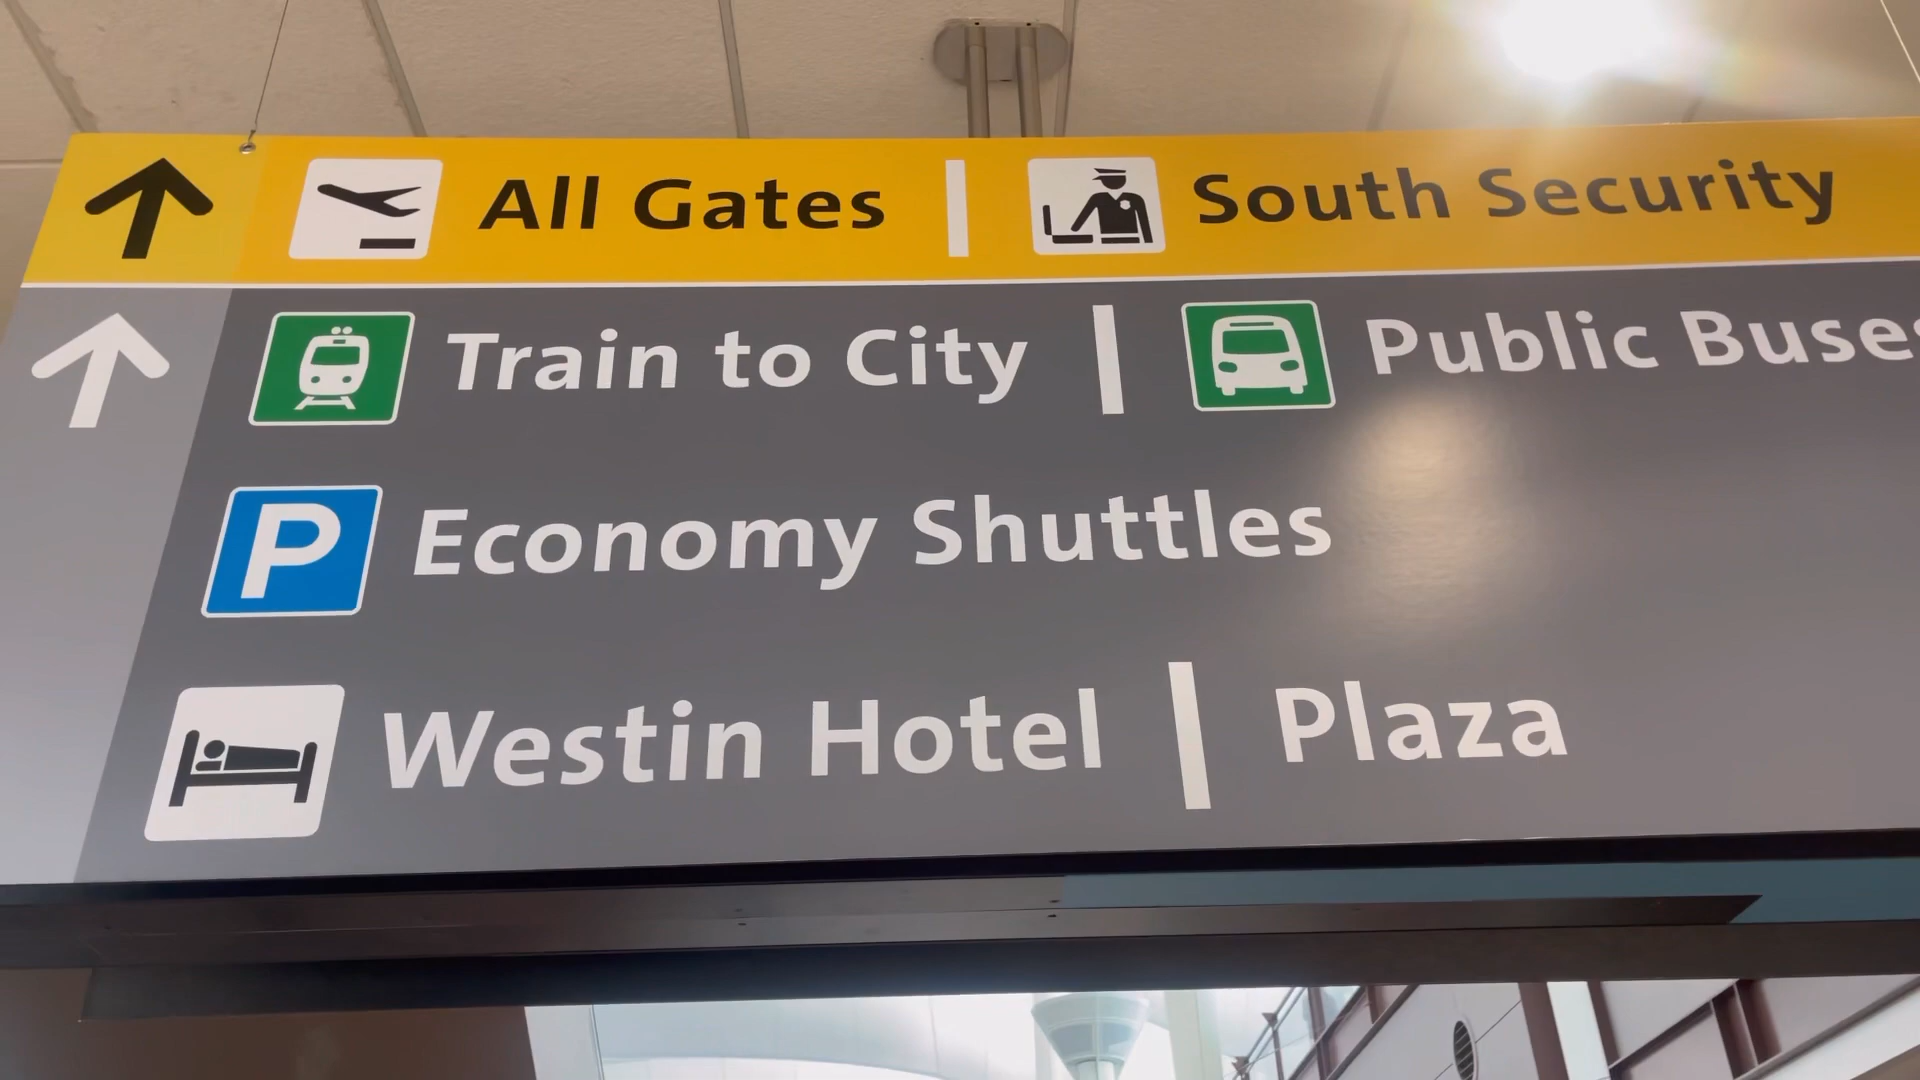 All Gates | South Security
Train to City | Public Buses
P Economy Shuttles
Westin Hotel | Plaza